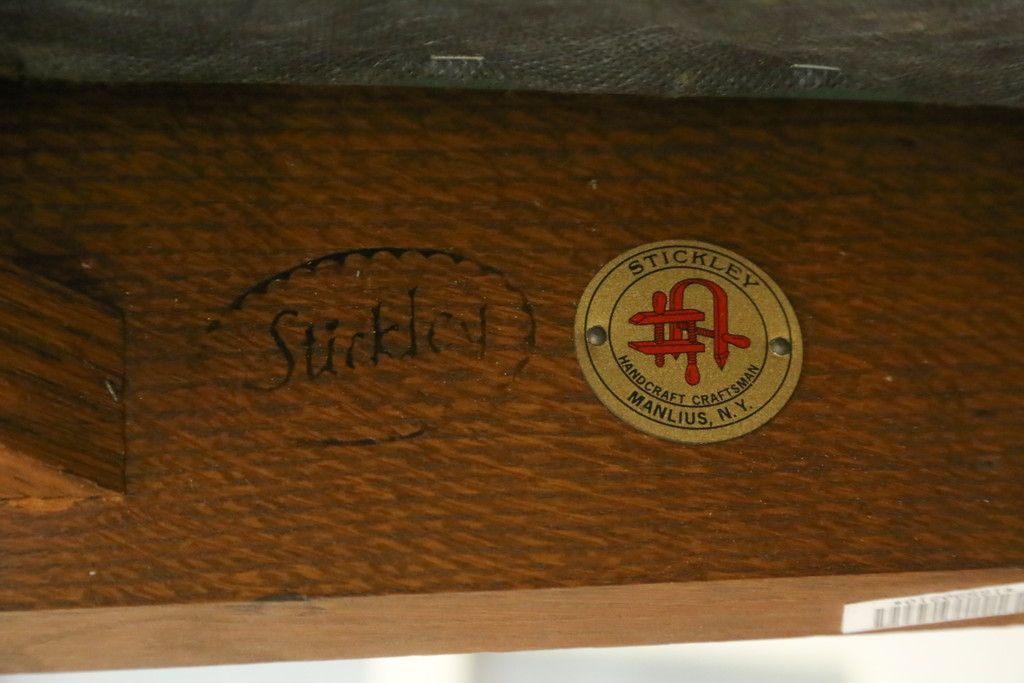 Stickley
STICKLEY
HANDCRAFT CRAFTSMAN
MANLIUS, N.Y.